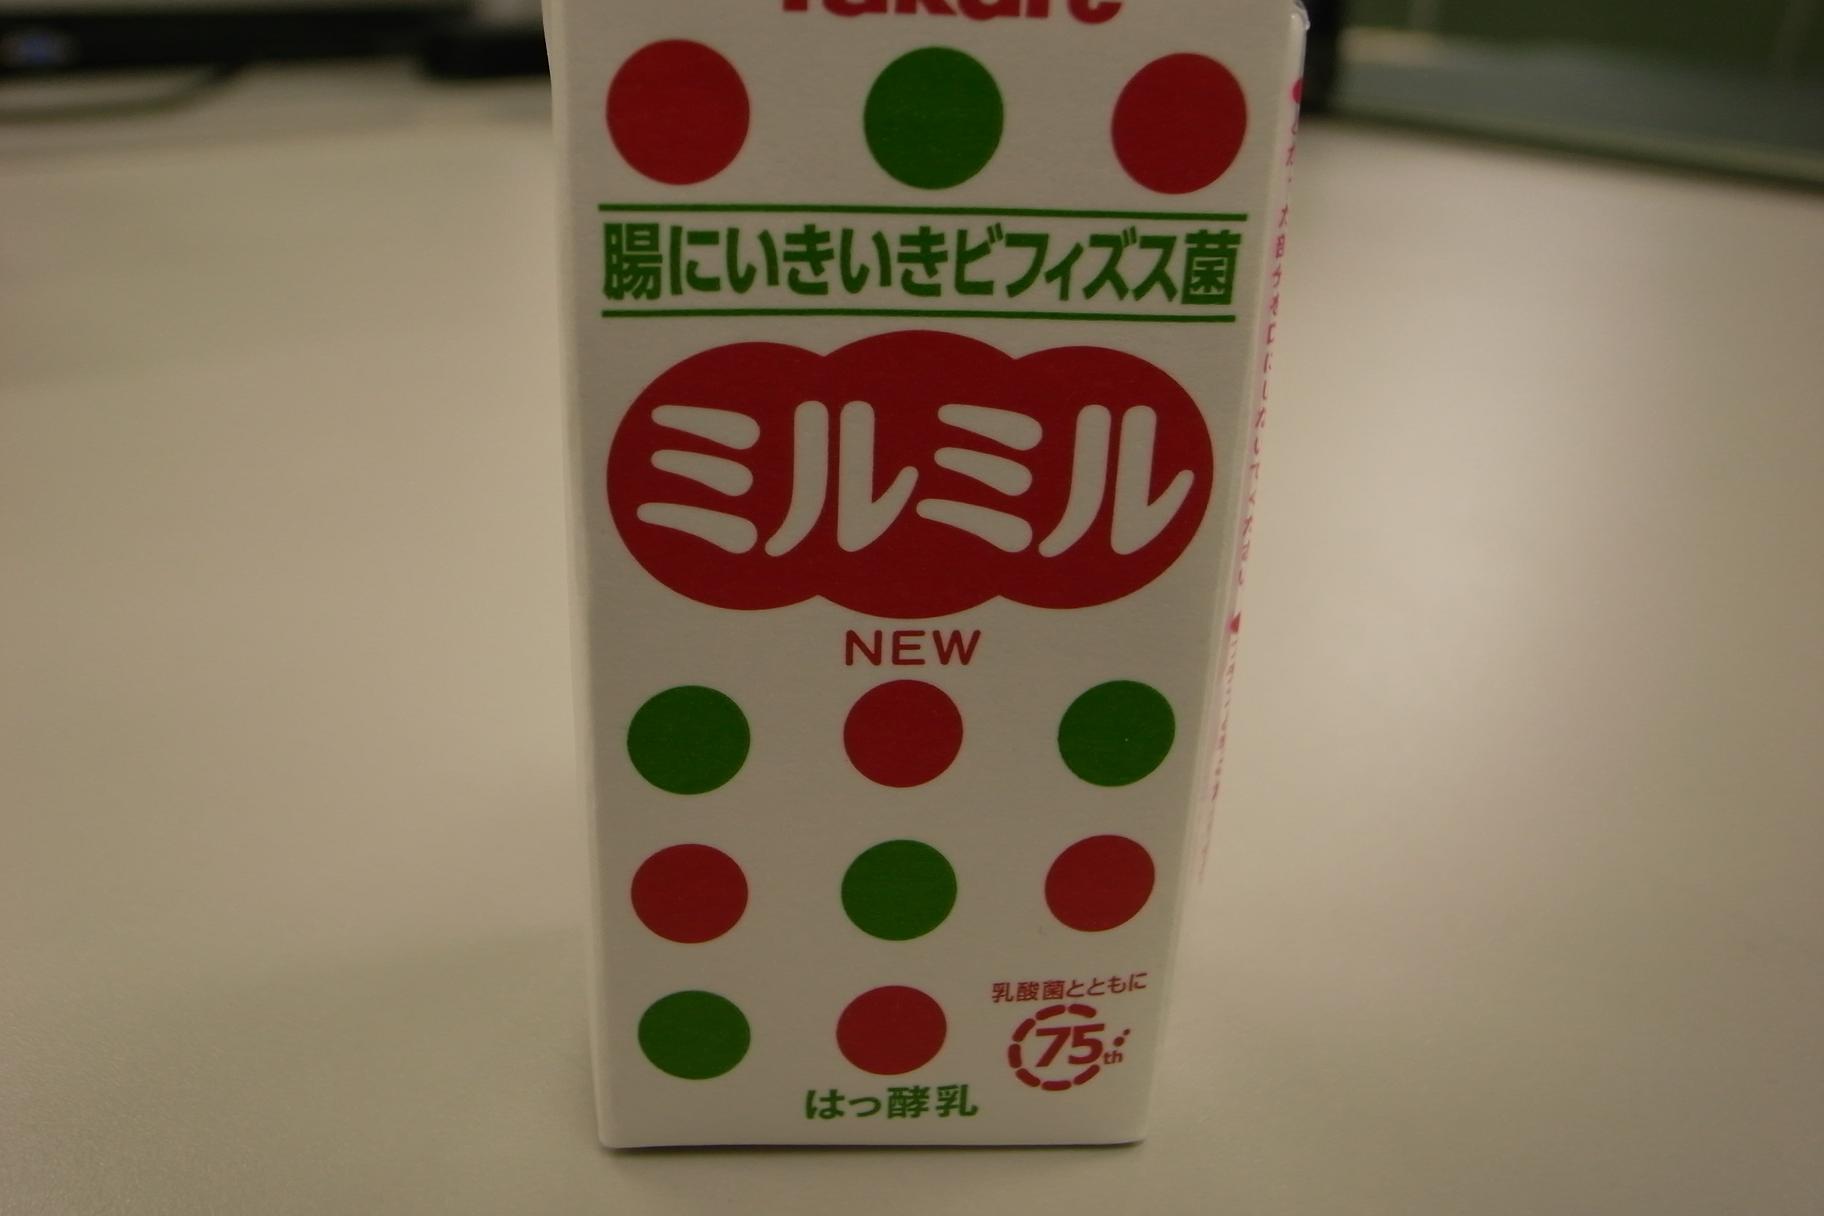 Yakult
腸にいきいきビフィズス菌
ミルミル
NEW
乳酸菌とともに
75th
はっ酵乳